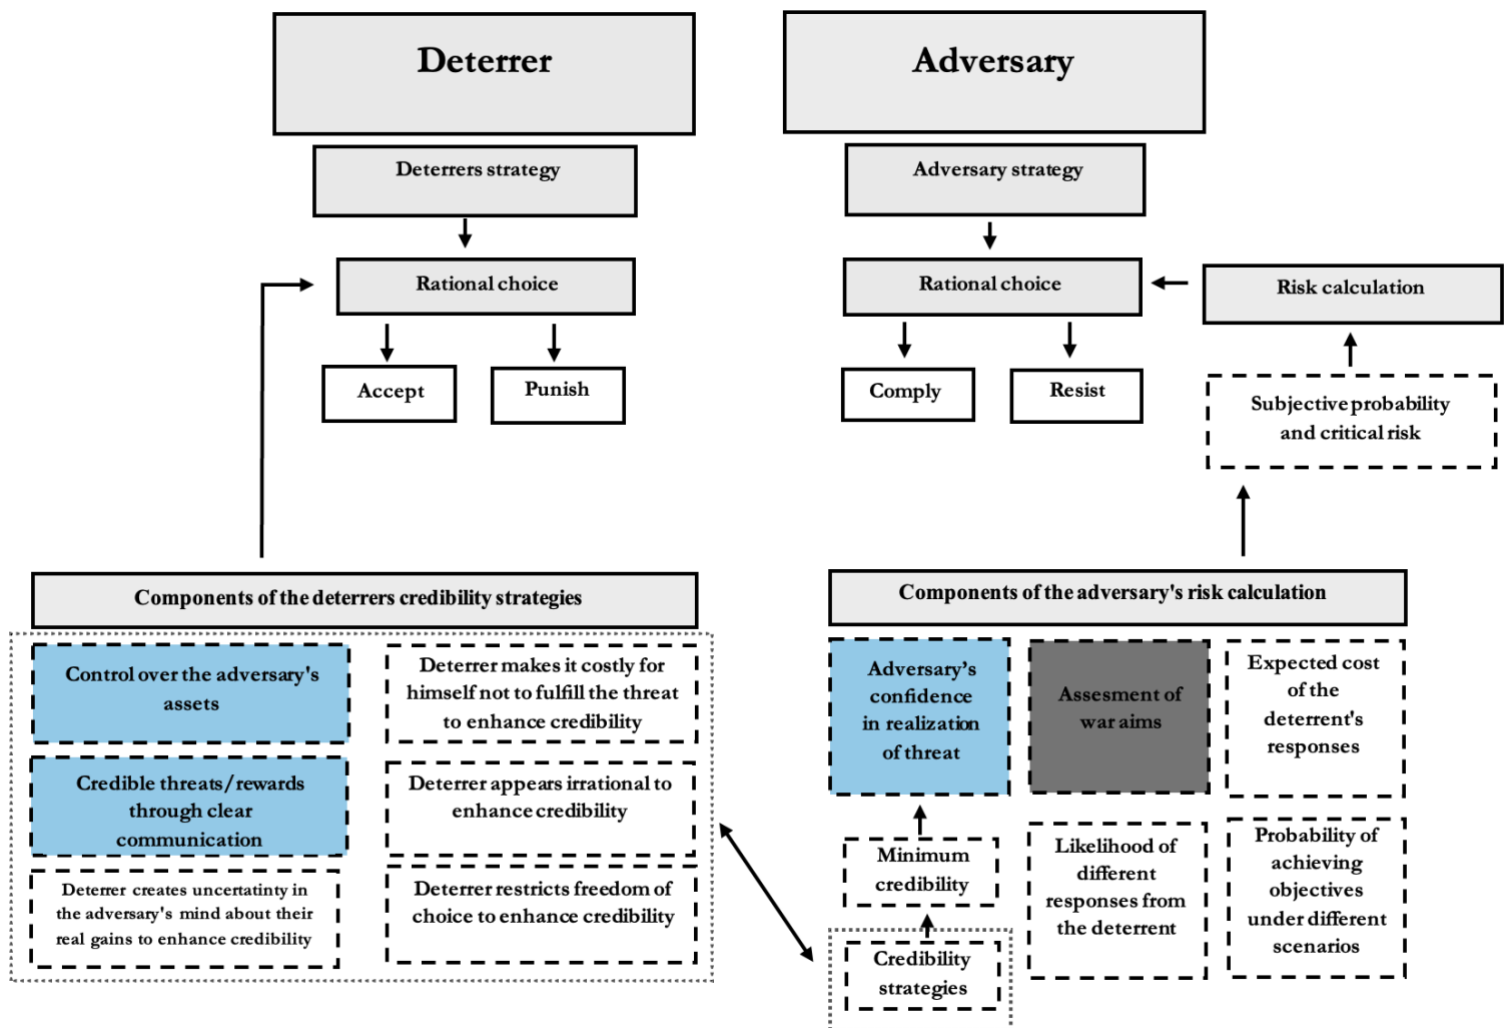 Deterrer
Adversary
Deterrers strategy
Adversary strategy
Rational choice
Rational choice
Risk calculation
Accept
Punish
Comply
Resist
Subjective probability
and critical risk
Components of the deterrers credibility strategies
Control over the adversary's
assets
Deterrer makes it costly for
himself not to fulfill the threat
to enhance credibility
Credible threats/rewards
through clear
communication
Deterrer appears irrational to
enhance credibility
Deterrer creates uncertainty in
the adversary's mind about their
real gains to enhance credibility
Deterrer restricts freedom of
choice to enhance credibility
Components of the adversary's risk calculation
Adversary’s
confidence
in realization
of threat
Assesment of
war aims
Expected cost
of the
deterrent's
responses
Minimum
credibility
Likelihood of
different
responses from
the deterrent
Probability of
achieving
objectives
under different
scenarios
Credibility
strategies